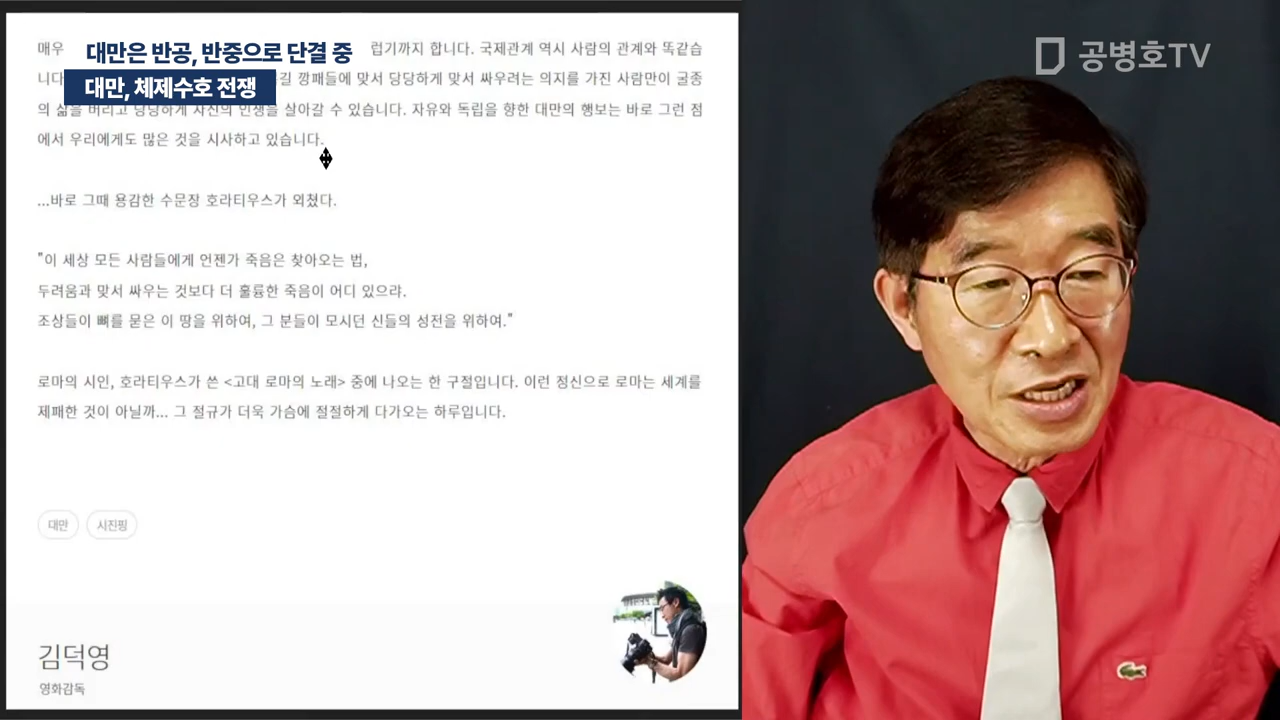 대만은 반공, 반중으로 단결 중
대만, 체제수호 전쟁
공병호TV
매우
럽기까지 합니다. 국제관계 역시 사람의 관계와 똑같습
니다
길 깡패들에 맞서 당당하게 맞서 싸우려는 의지를 가진 사람만이 굴종
의 삶을 버리고 당당하게 자신의 인생을 살아갈 수 있습니다. 자유와 독립을 향한 대만의 행보는 바로 그런 점
에서 우리에게도 많은 것을 시사하고 있습니다.
...바로 그때 용감한 수문장 호라티우스가 외쳤다.
"이 세상 모든 사람들에게 언젠가 죽음은 찾아오는 법,
두려움과 맞서 싸우는 것보다 더 훌륭한 죽음이 어디 있으랴.
조상들이 뼈를 묻은 이 땅을 위하여, 그 분들이 모시던 신들의 성전을 위하여."
로마의 시인, 호라티우스가 쓴 <고대 로마의 노래> 중에 나오는 한 구절입니다. 이런 정신으로 로마는 세계를
제패한 것이 아닐까... 그 절규가 더욱 가슴에 절절하게 다가오는 하루입니다.
대만
시진핑
김덕영
영화감독